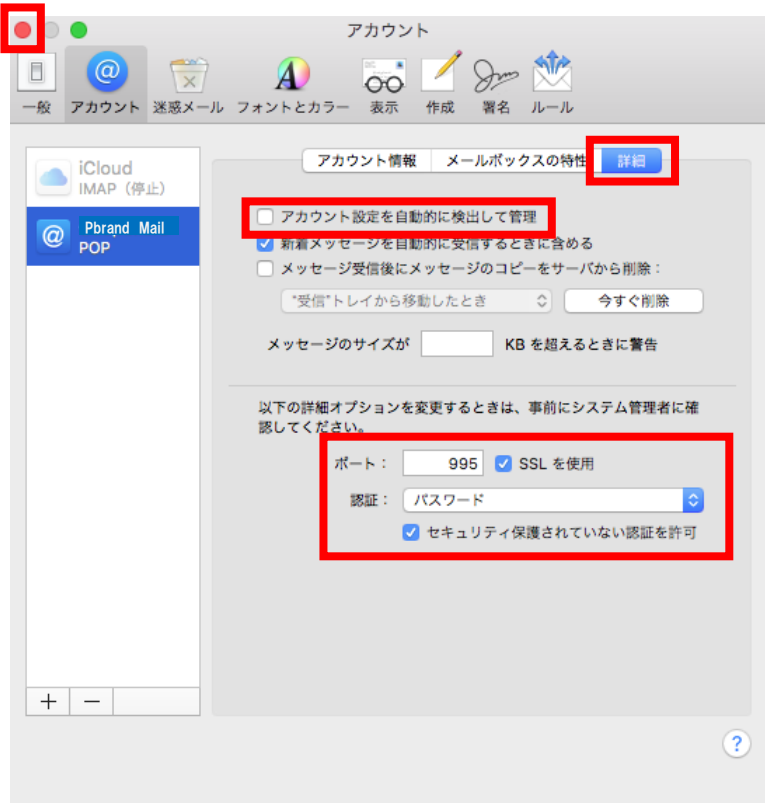 アカウント
一般 アカウント 迷惑メール フォントとカラー 表示 作成 署名 ルール
アカウント情報 メールボックスの特性 詳細
iCloud
IMAP（停止）
Pbrand Mail
POP
アカウント設定を自動的に検出して管理
新着メッセージを自動的に受信するときに含める
メッセージ受信後にメッセージのコピーをサーバから削除：
"受信"トレイから移動したとき 今すぐ削除
メッセージのサイズが KB を超えるときに警告
以下の詳細オプションを変更するときは、事前にシステム管理者に確
認してください。
ポート： 995 SSL を使用
認証： パスワード
セキュリティ保護されていない認証を許可
+ −
?